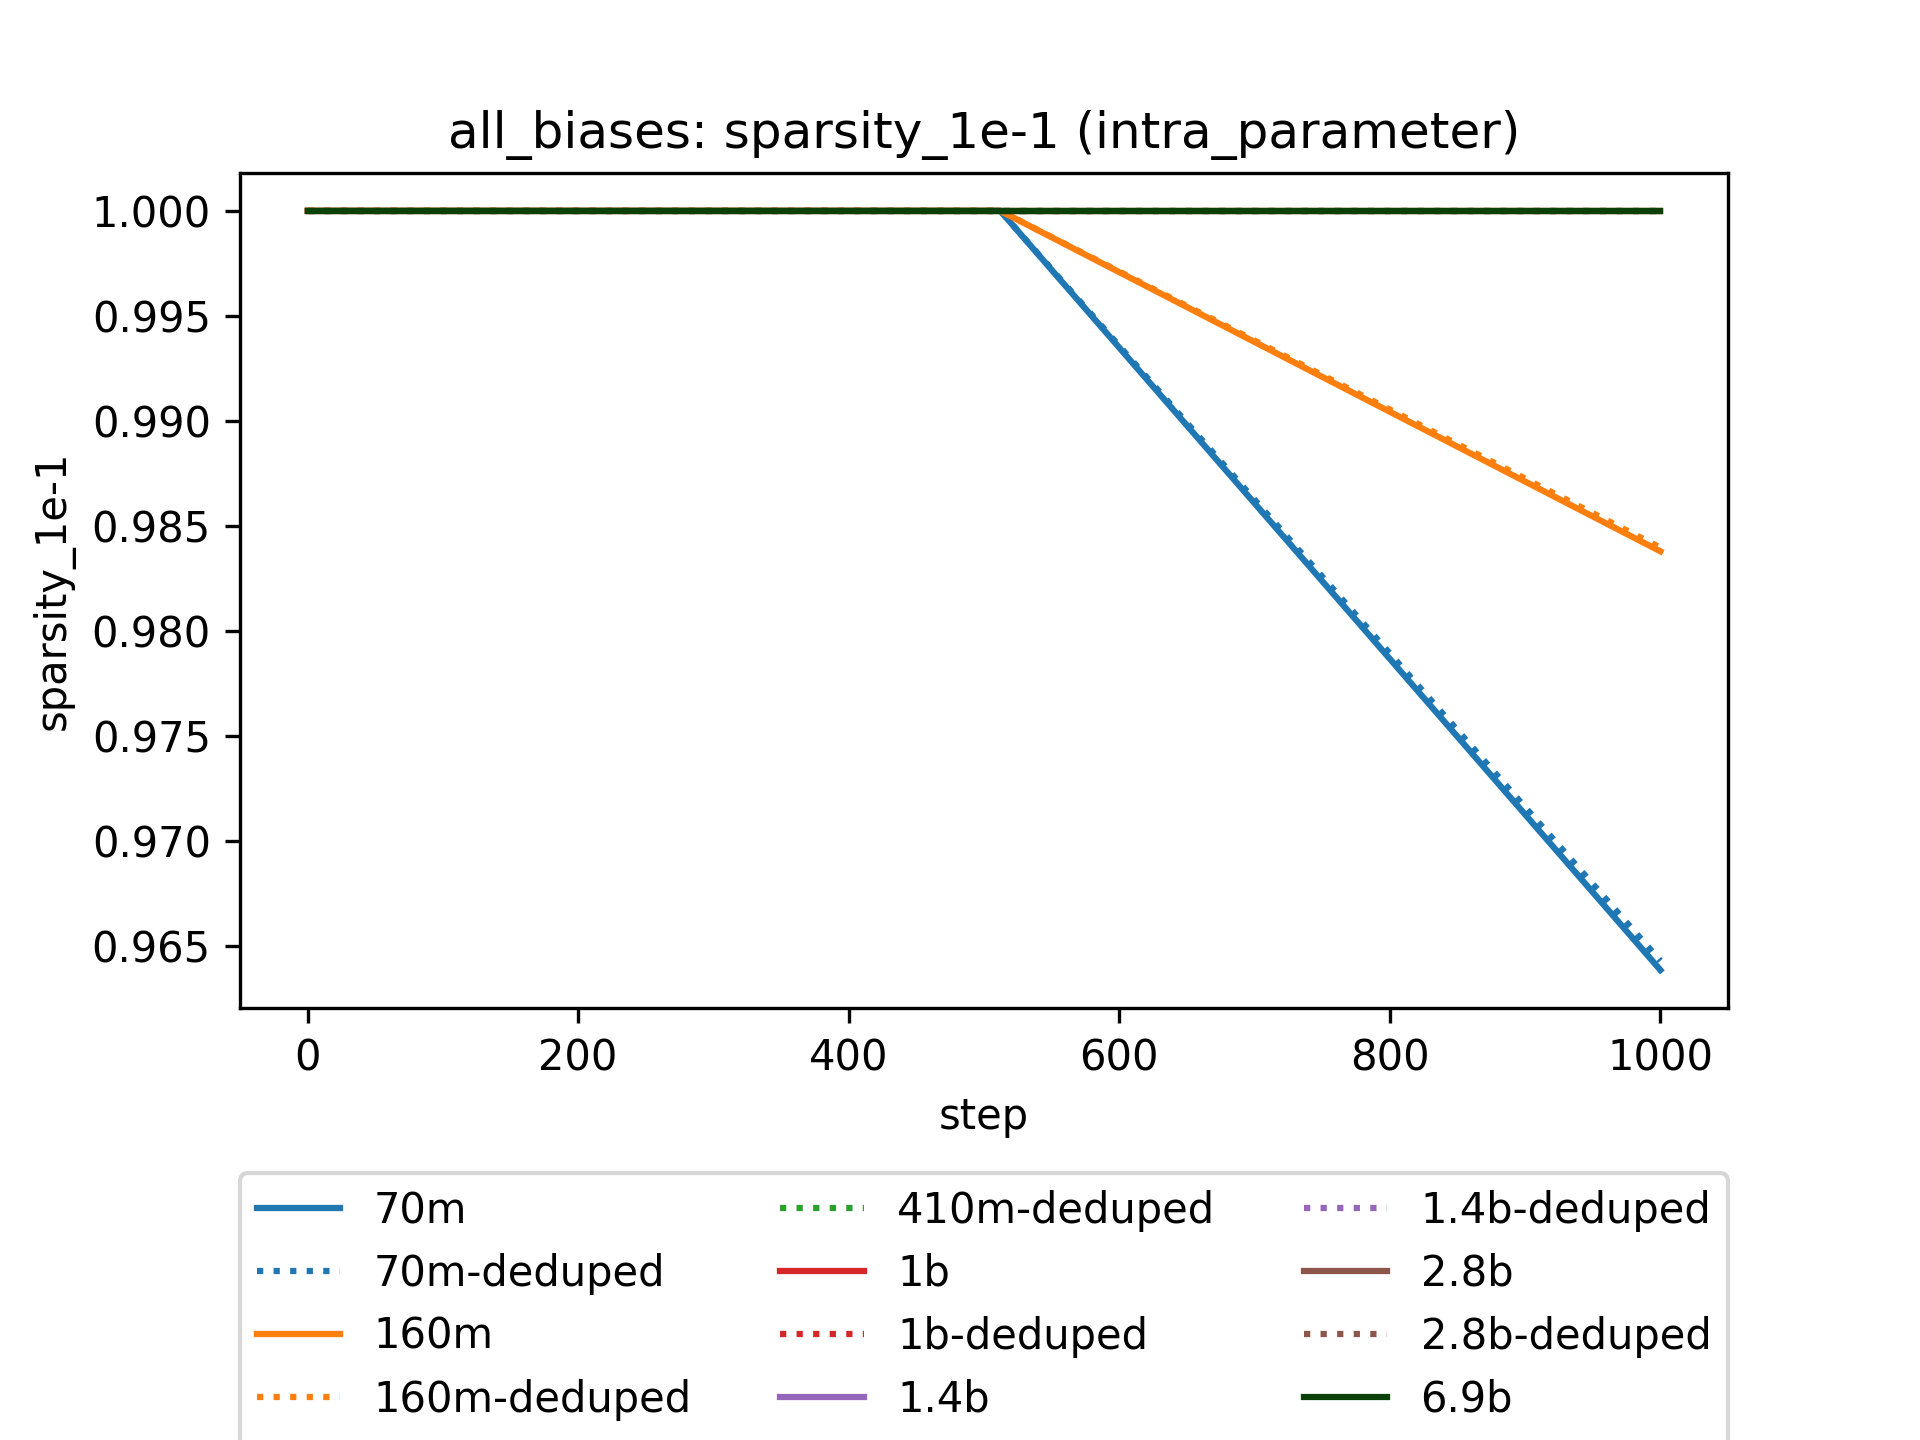 all_biases: sparsity_1e-1 (intra_parameter)
sparsity_1e-1
1.000
0.995
0.990
0.985
0.980
0.975
0.970
0.965
0 200 400 600 800 1000
step
70m 410m-deduped 1.4b-deduped
70m-deduped 1b 2.8b
160m 1b-deduped 2.8b-deduped
160m-deduped 1.4b 6.9b